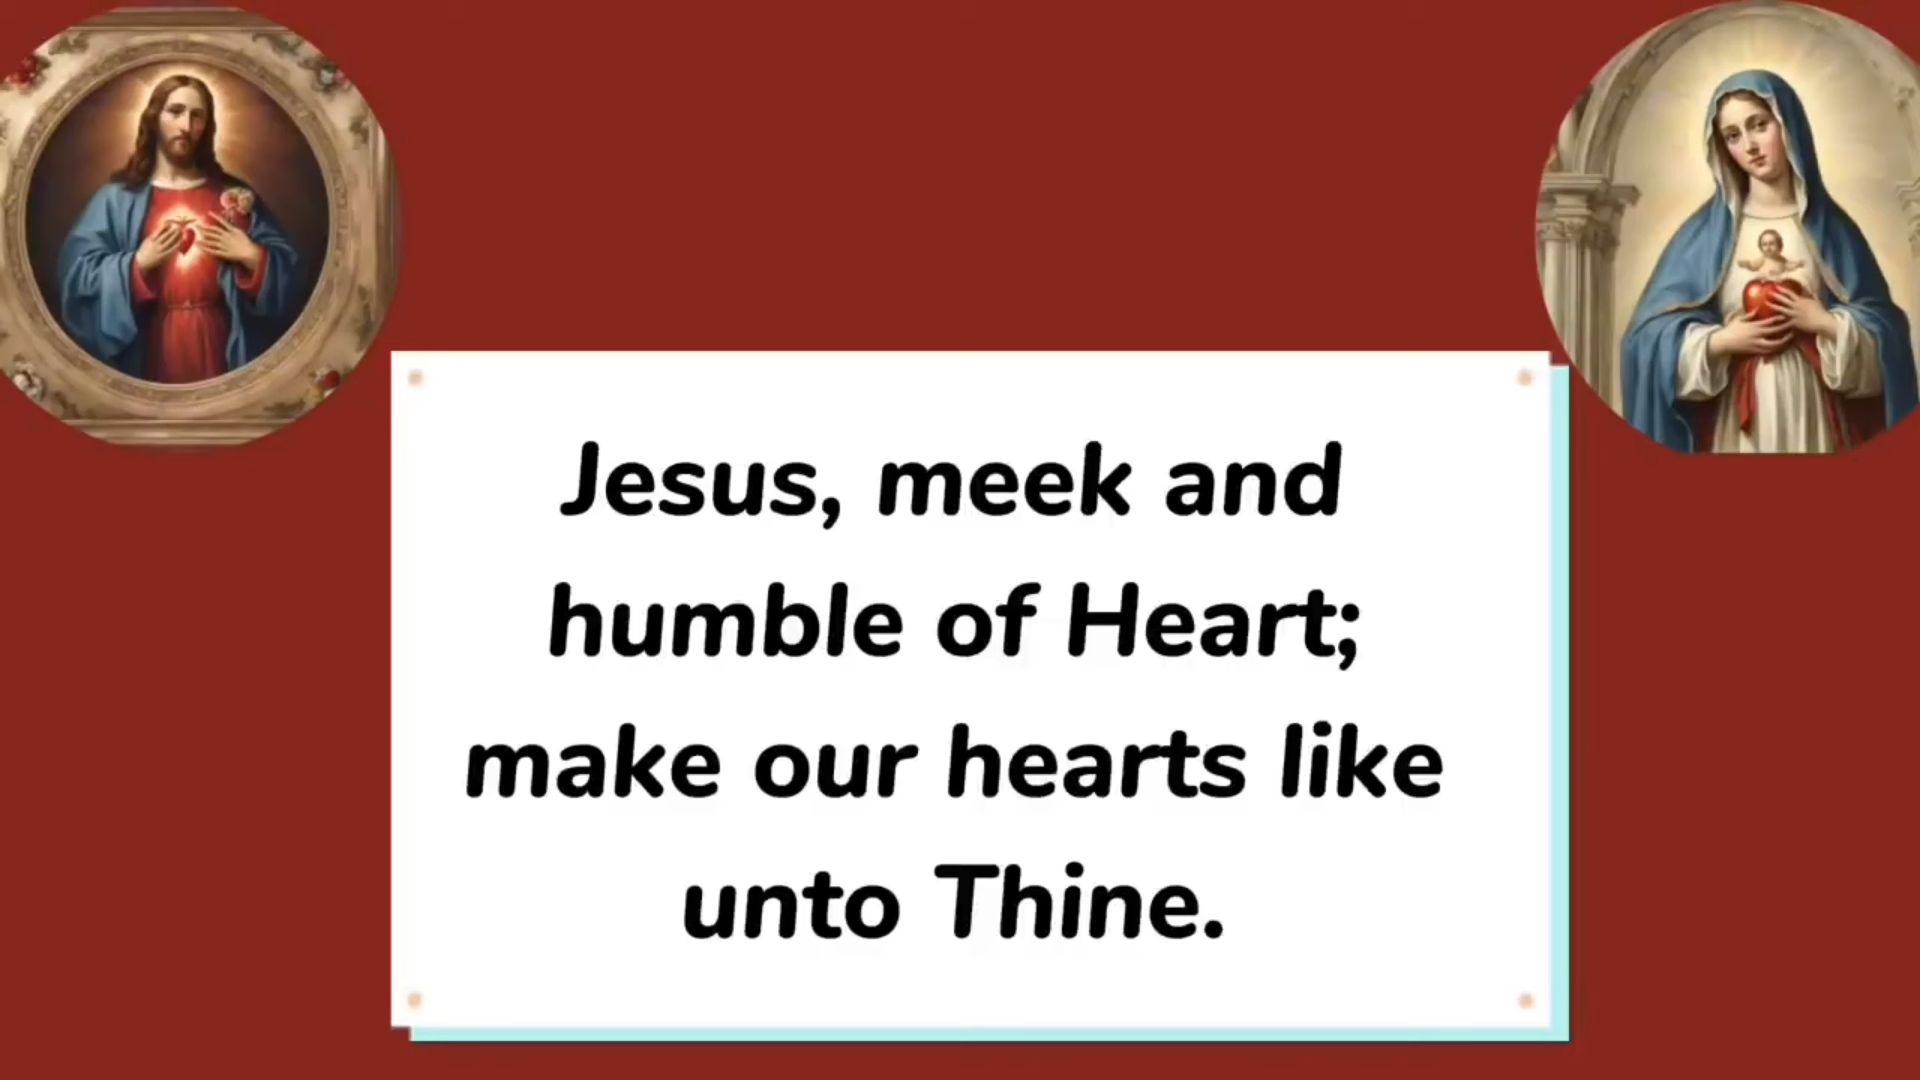 Jesus, meek and
humble of Heart;
make our hearts like
unto Thine.